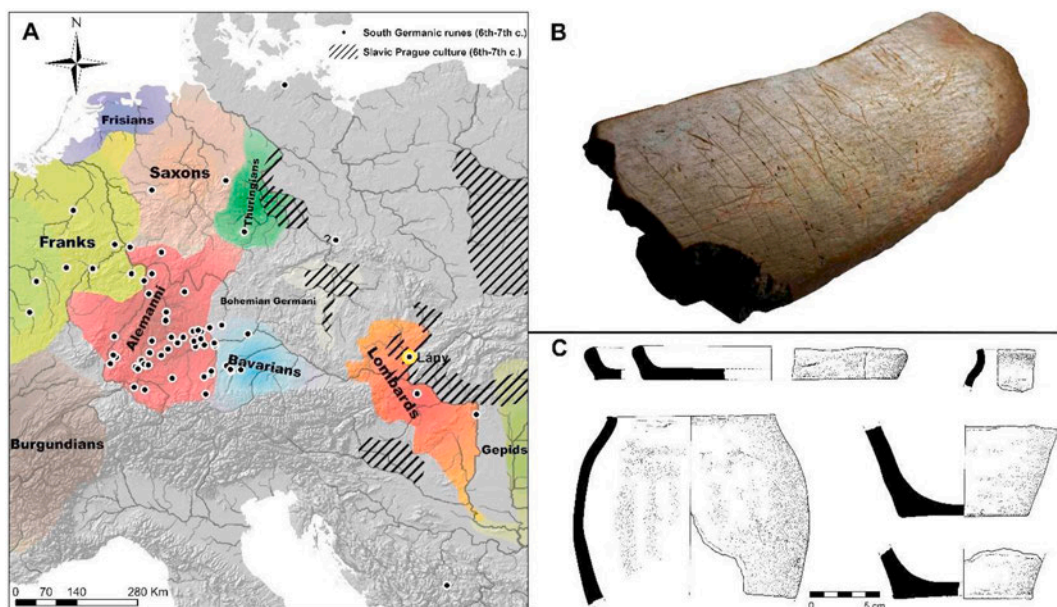 A
N
South Germanic runes (6th-7th c.)
Slavic Prague culture (6th-7th c.)
Frisians
Saxons
Thuringians
Franks
?
Bohemian Germani
Alemanni
Bavarians
Lány
Lombards
Burgundians
Gepids
0 70 140 280 Km
B
C
0 5 cm